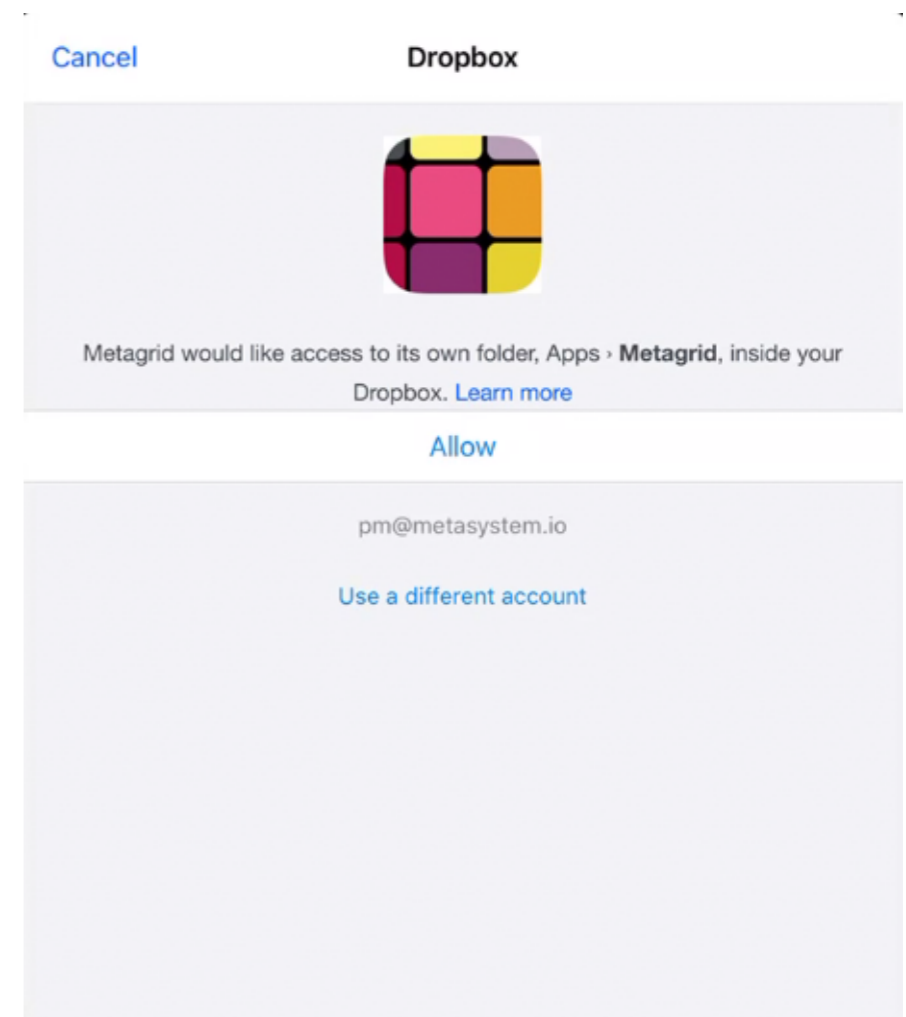 Cancel Dropbox
Metagrid would like access to its own folder, Apps › Metagrid, inside your
Dropbox. Learn more
Allow
pm@metasystem.io
Use a different account